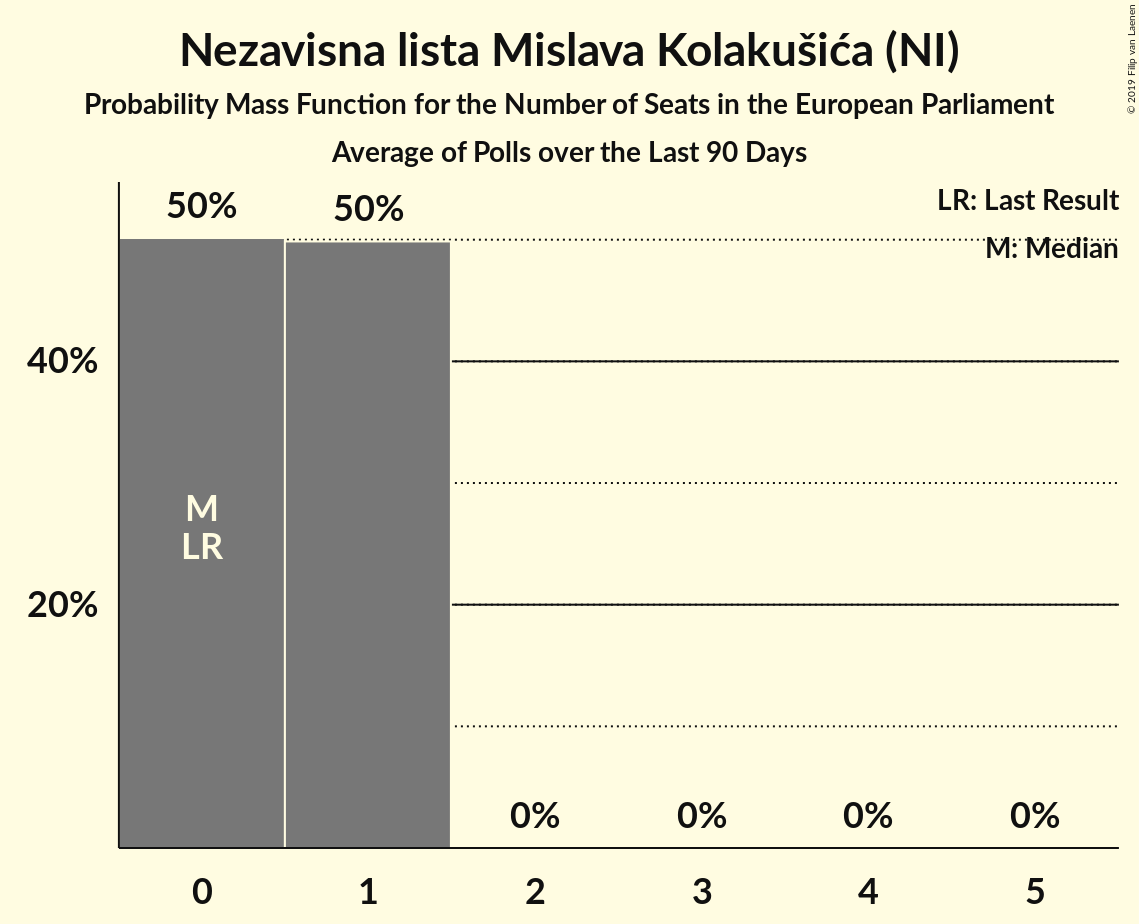 Nezavisna lista Mislava Kolakušića (NI)
Probability Mass Function for the Number of Seats in the European Parliament
Average of Polls over the Last 90 Days
© 2019 Filip van Laenen
50%
50%
LR: Last Result
M: Median
40%
M
LR
20%
0%
0%
0%
0%
0
1
2
3
4
5